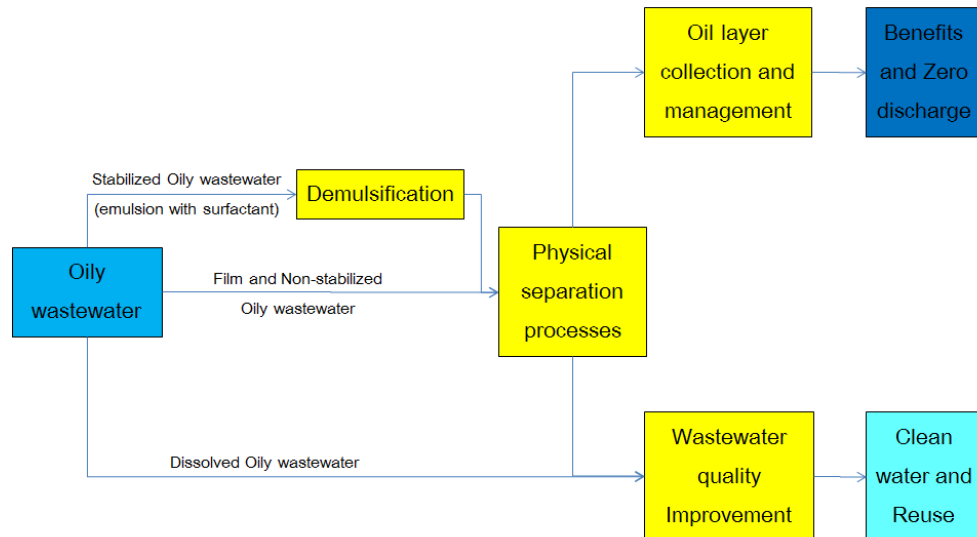 Oil layer
collection and
management
Benefits
and Zero
discharge
Stabilized Oily wastewater
(emulsion with surfactant)
Demulsification
Oily
wastewater
Film and Non-stabilized
Oily wastewater
Physical
separation
processes
Dissolved Oily wastewater
Wastewater
quality
Improvement
Clean
water and
Reuse